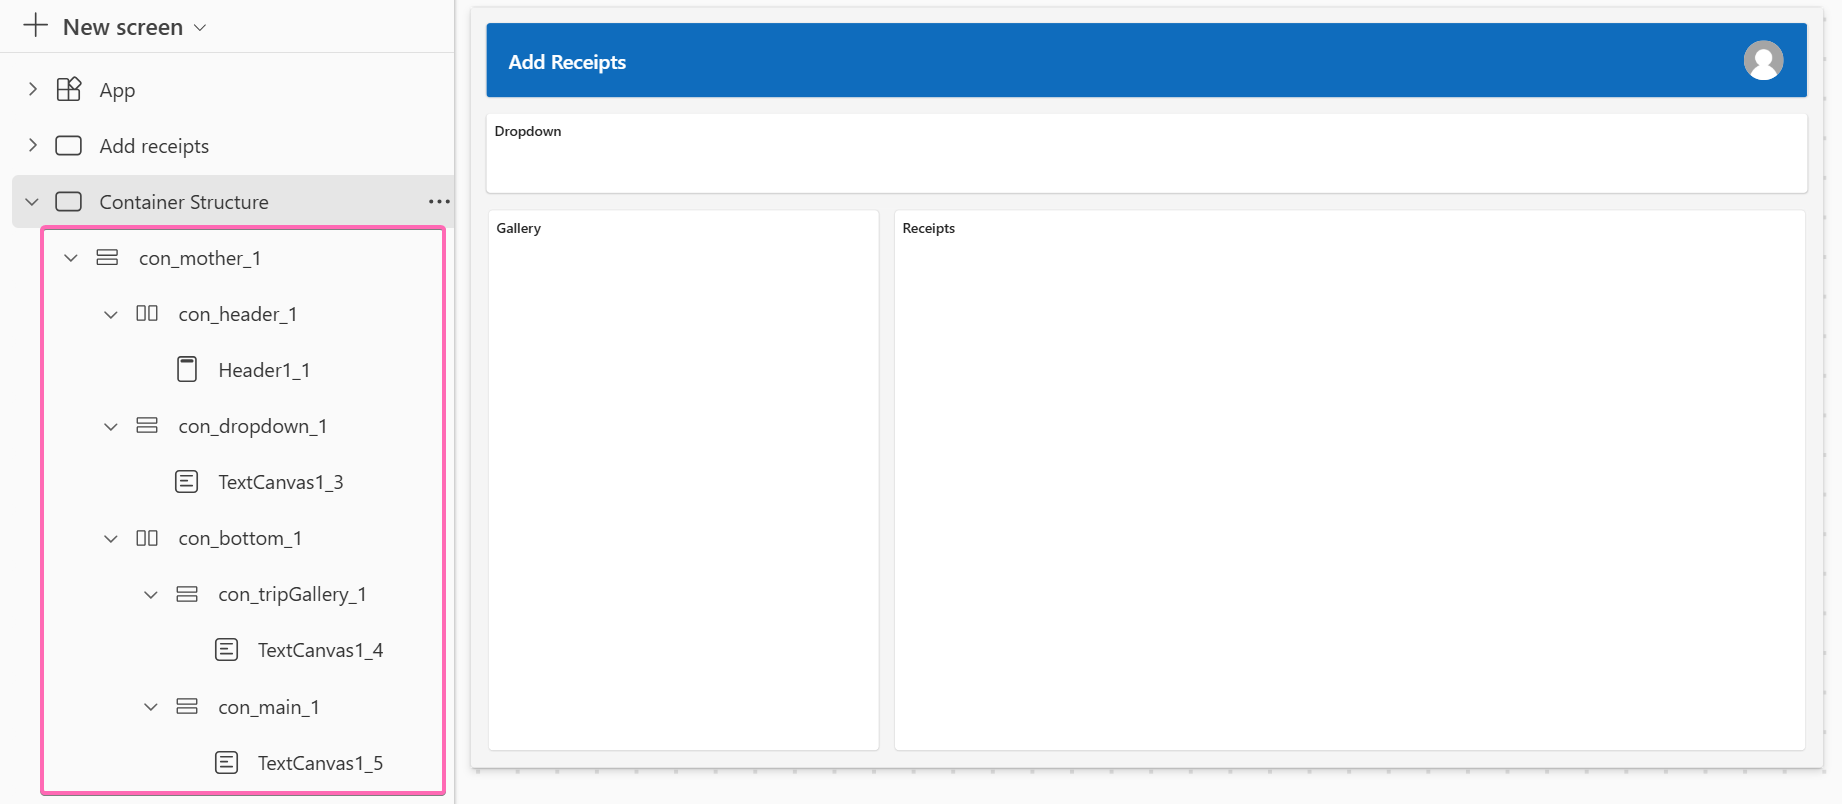 New screen
App
Add receipts
Container Structure
con_mother_1
con_header_1
Header1_1
con_dropdown_1
TextCanvas1_3
con_bottom_1
con_tripGallery_1
TextCanvas1_4
con_main_1
TextCanvas1_5
Add Receipts
Dropdown
Gallery
Receipts